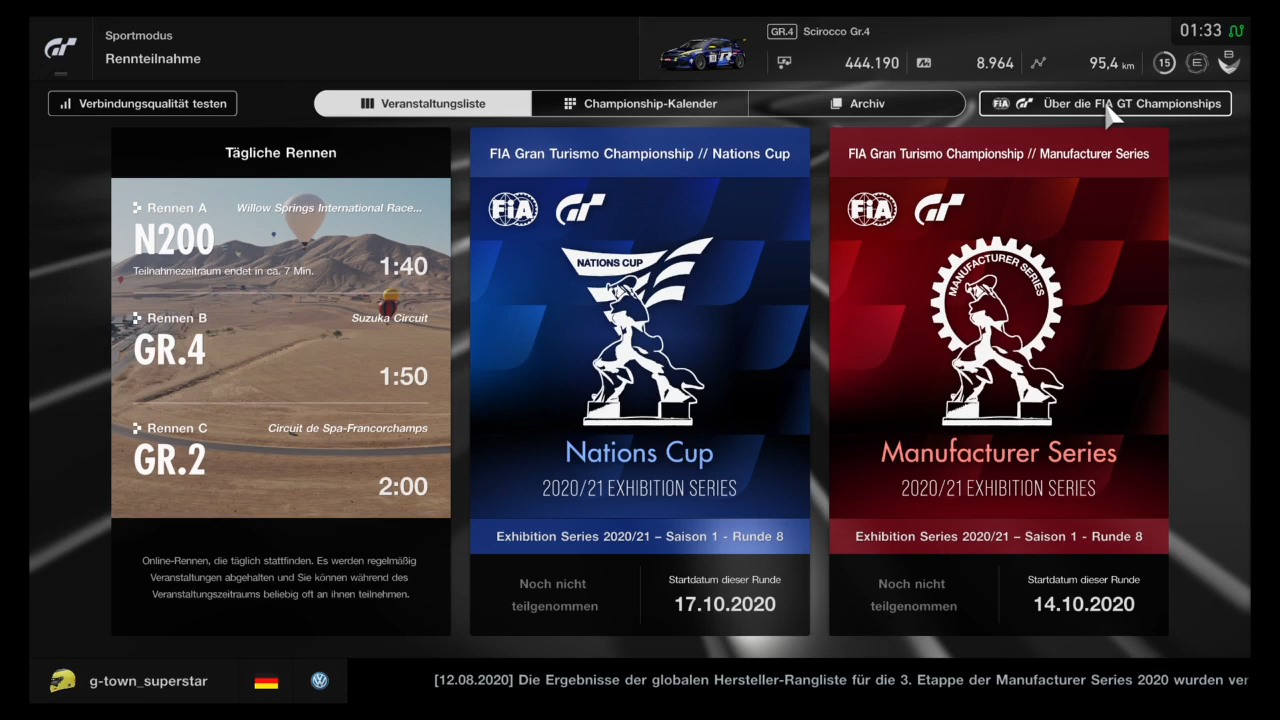 Sportmodus
Rennteilnahme
GR.4 Scirocco Gr.4
444.190
8.964
95,4 km
15
E
01:33
Verbindungsqualität testen
Veranstaltungsliste
Championship-Kalender
Archiv
FIA GT Über die FIA GT Championships
Tägliche Rennen
Rennen A
Willow Springs International Race...
N200
Teilnahmezeitraum endet in ca. 7 Min.
1:40
Rennen B
Suzuka Circuit
GR.4
1:50
Rennen C
Circuit de Spa-Francorchamps
GR.2
2:00
Online-Rennen, die täglich stattfinden. Es werden regelmäßig
Veranstaltungen abgehalten und Sie können während des
Veranstaltungszeitraums beliebig oft an ihnen teilnehmen.
FIA Gran Turismo Championship // Nations Cup
FIA GT
NATIONS CUP
Nations Cup
2020/21 EXHIBITION SERIES
Exhibition Series 2020/21 – Saison 1 - Runde 8
Noch nicht
teilgenommen
Startdatum dieser Runde
17.10.2020
FIA Gran Turismo Championship // Manufacturer Series
FIA GT
MANUFACTURER SERIES
Manufacturer Series
2020/21 EXHIBITION SERIES
Exhibition Series 2020/21 – Saison 1 - Runde 8
Noch nicht
teilgenommen
Startdatum dieser Runde
14.10.2020
g-town_superstar
[12.08.2020] Die Ergebnisse der globalen Hersteller-Rangliste für die 3. Etappe der Manufacturer Series 2020 wurden ver